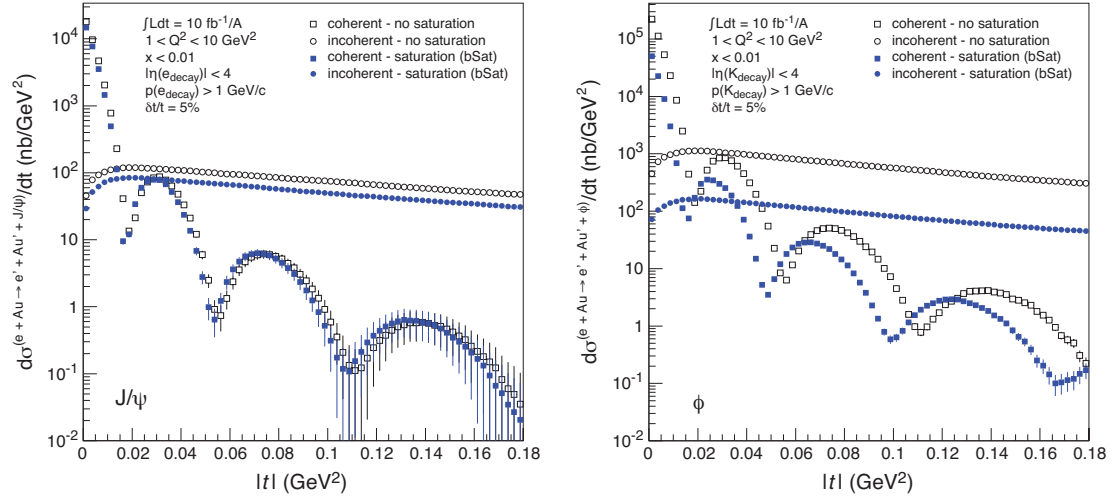 ∫Ldt = 10 fb⁻¹/A
1 < Q² < 10 GeV²
x < 0.01
|η(e_decay)| < 4
p(e_decay) > 1 GeV/c
δt/t = 5%
coherent - no saturation
incoherent - no saturation
coherent - saturation (bSat)
incoherent - saturation (bSat)
dσ^(e + Au → e' + Au' + J/ψ)/dt (nb/GeV²)
10⁴
10³
10²
10
1
10⁻¹
10⁻²
J/ψ
0 0.02 0.04 0.06 0.08 0.1 0.12 0.14 0.16 0.18
|t| (GeV²)
∫Ldt = 10 fb⁻¹/A
1 < Q² < 10 GeV²
x < 0.01
|η(K_decay)| < 4
p(K_decay) > 1 GeV/c
δt/t = 5%
coherent - no saturation
incoherent - no saturation
coherent - saturation (bSat)
incoherent - saturation (bSat)
dσ^(e + Au → e' + Au' + ϕ)/dt (nb/GeV²)
10⁵
10⁴
10³
10²
10
1
10⁻¹
10⁻²
ϕ
0 0.02 0.04 0.06 0.08 0.1 0.12 0.14 0.16 0.18
|t| (GeV²)